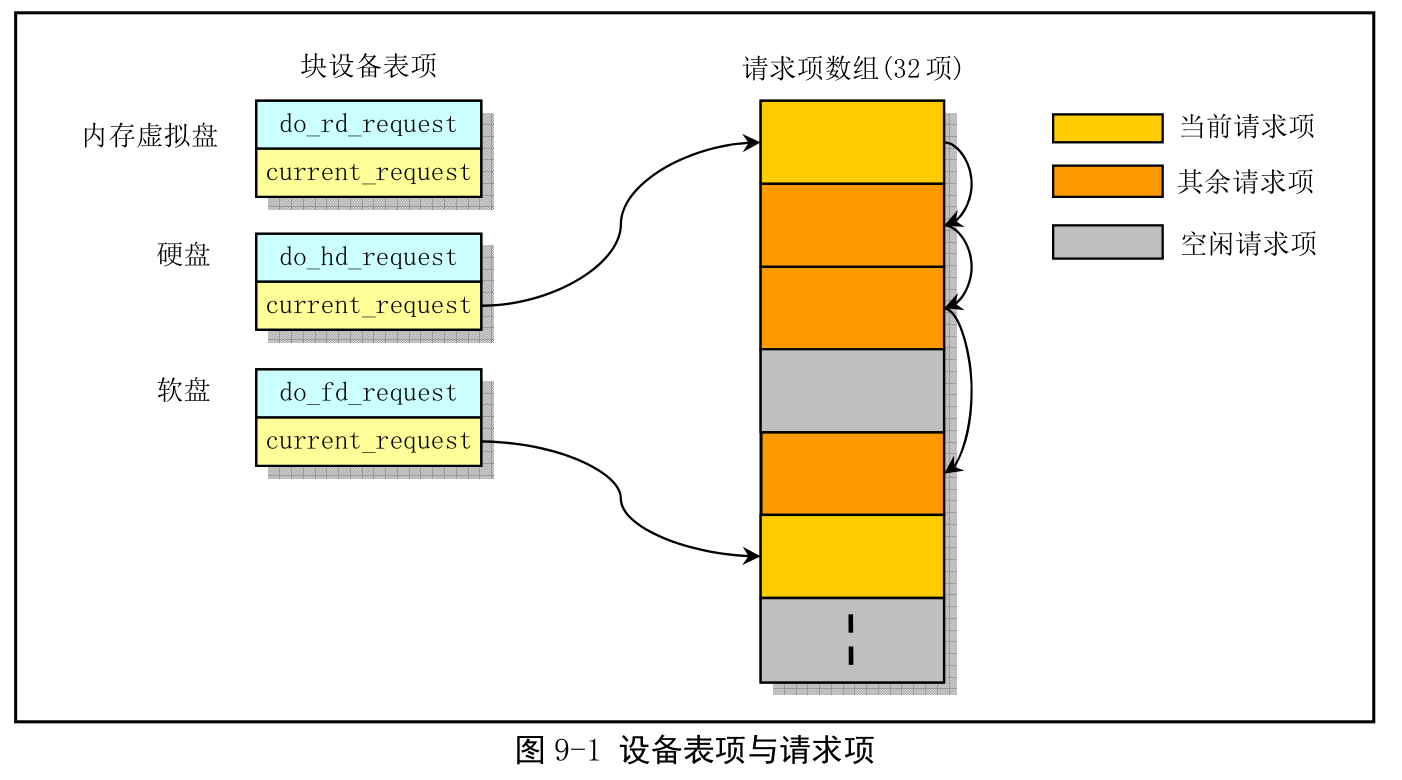 块设备表项
请求项数组(32 项)
内存虚拟盘
do_rd_request
current_request
硬盘
do_hd_request
current_request
软盘
do_fd_request
current_request
当前请求项
其余请求项
空闲请求项
图 9-1 设备表项与请求项